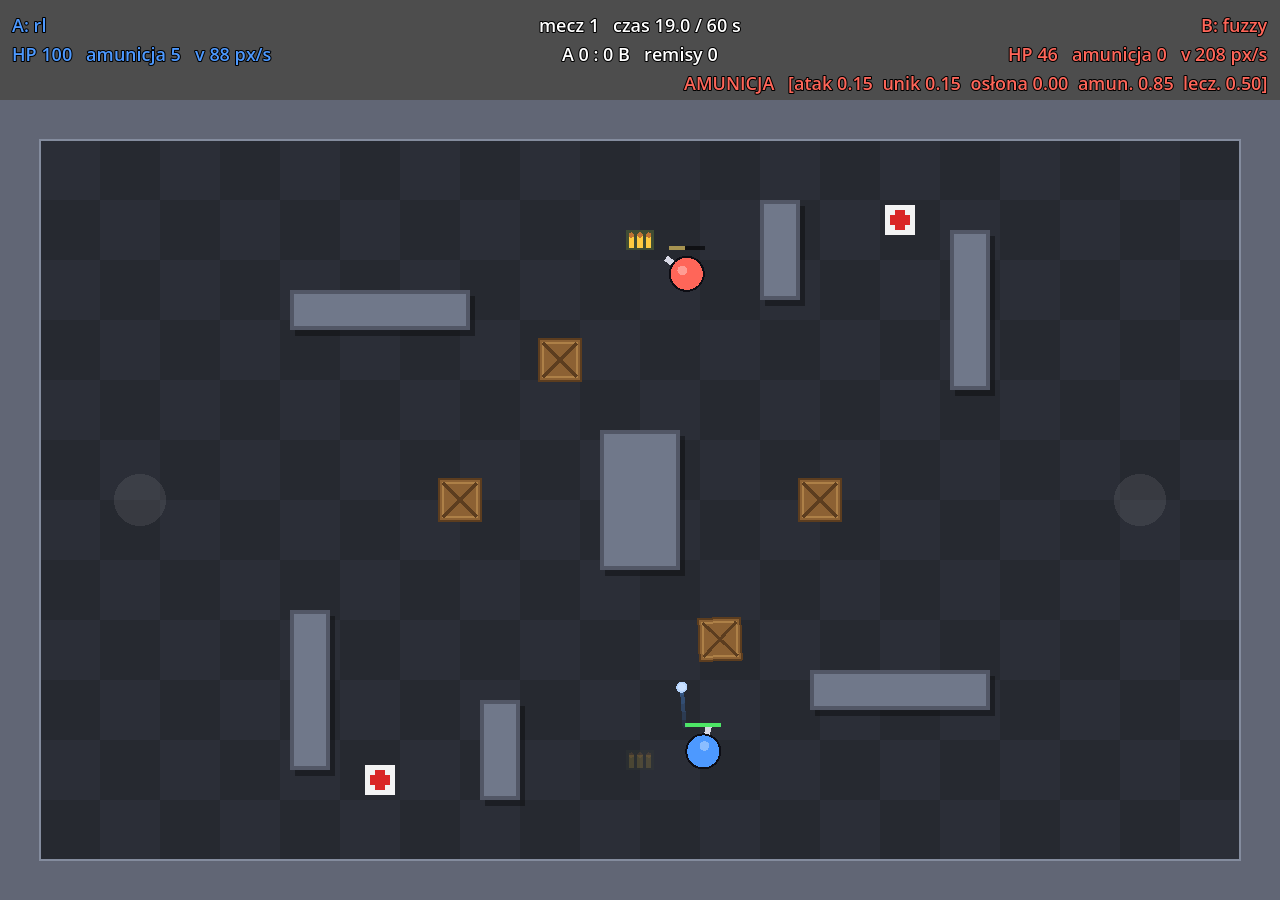 A: rl
mecz 1   czas 19.0 / 60 s
B: fuzzy
HP 100   amunicja 5   v 88 px/s
A 0 : 0 B   remisy 0
HP 46   amunicja 0   v 208 px/s
AMUNICJA   [atak 0.15  unik 0.15  osłona 0.00  amun. 0.85  lecz. 0.50]